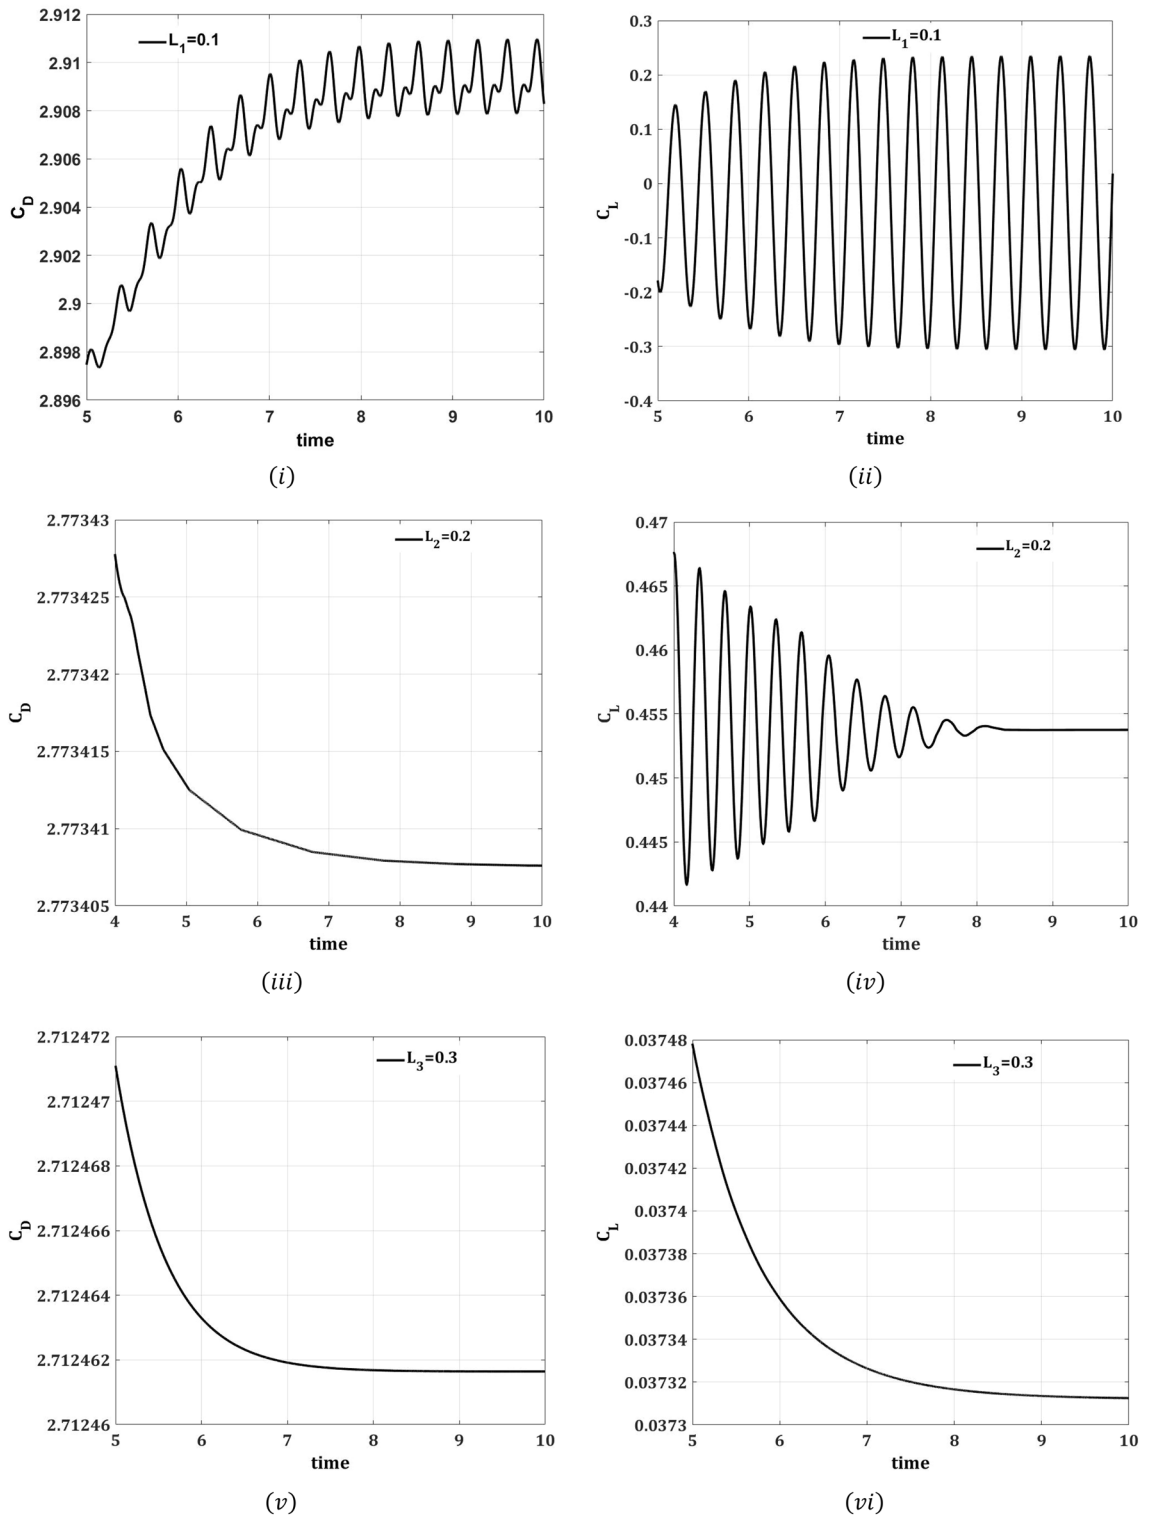 2.912
2.91
2.908
2.906
2.904
2.902
2.9
2.898
2.896
C_D
L_1=0.1
5 6 7 8 9 10
time
(i)
0.3
0.2
0.1
0
-0.1
-0.2
-0.3
-0.4
C_L
L_1=0.1
5 6 7 8 9 10
time
(ii)
2.77343
2.773425
2.77342
2.773415
2.77341
2.773405
C_D
L_2=0.2
4 5 6 7 8 9 10
time
(iii)
0.47
0.465
0.46
0.455
0.45
0.445
0.44
C_L
L_2=0.2
4 5 6 7 8 9 10
time
(iv)
2.712472
2.71247
2.712468
2.712466
2.712464
2.712462
2.71246
C_D
L_3=0.3
5 6 7 8 9 10
time
(v)
0.03748
0.03746
0.03744
0.03742
0.0374
0.03738
0.03736
0.03734
0.03732
0.0373
C_L
L_3=0.3
5 6 7 8 9 10
time
(vi)